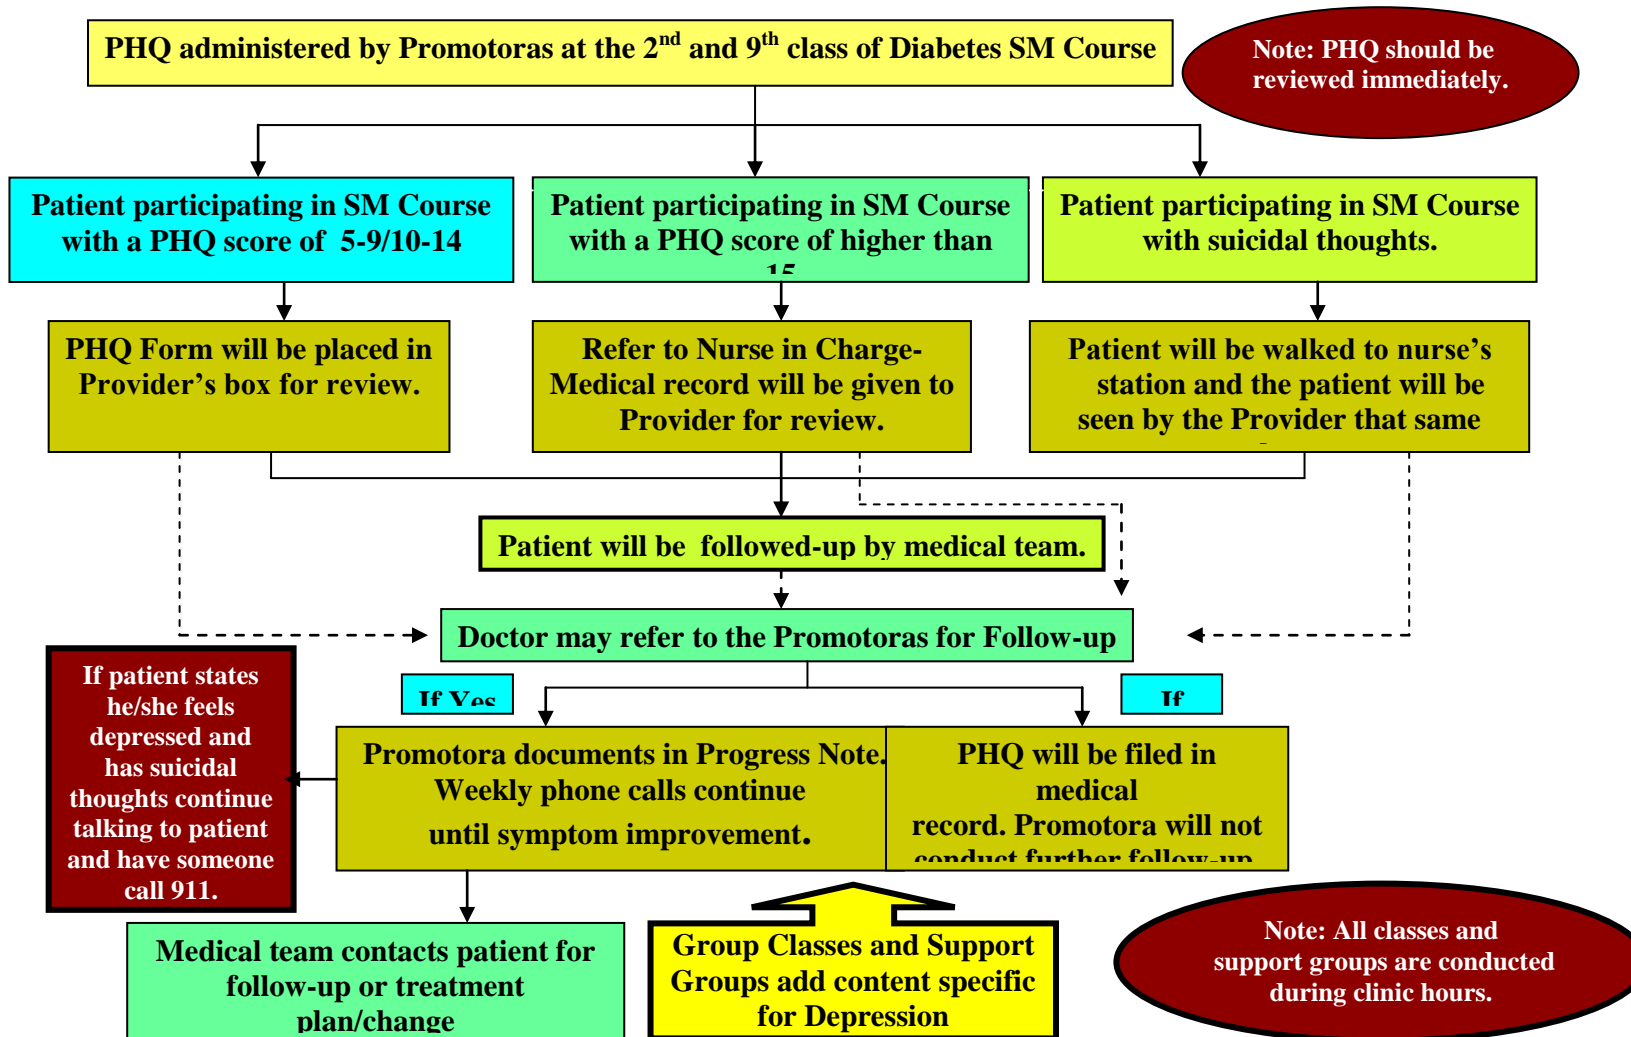 PHQ administered by Promotoras at the 2nd and 9th class of Diabetes SM Course
Note: PHQ should be
reviewed immediately.
Patient participating in SM Course
with a PHQ score of 5-9/10-14
Patient participating in SM Course
with a PHQ score of higher than
15
Patient participating in SM Course
with suicidal thoughts.
PHQ Form will be placed in
Provider’s box for review.
Refer to Nurse in Charge-
Medical record will be given to
Provider for review.
Patient will be walked to nurse’s
station and the patient will be
seen by the Provider that same
Patient will be followed-up by medical team.
Doctor may refer to the Promotoras for Follow-up
If patient states
he/she feels
depressed and
has suicidal
thoughts continue
talking to patient
and have someone
call 911.
If Yes
If
Promotora documents in Progress Note.
Weekly phone calls continue
until symptom improvement.
PHQ will be filed in
medical
record. Promotora will not
conduct further follow-up
Medical team contacts patient for
follow-up or treatment
plan/change
Group Classes and Support
Groups add content specific
for Depression
Note: All classes and
support groups are conducted
during clinic hours.